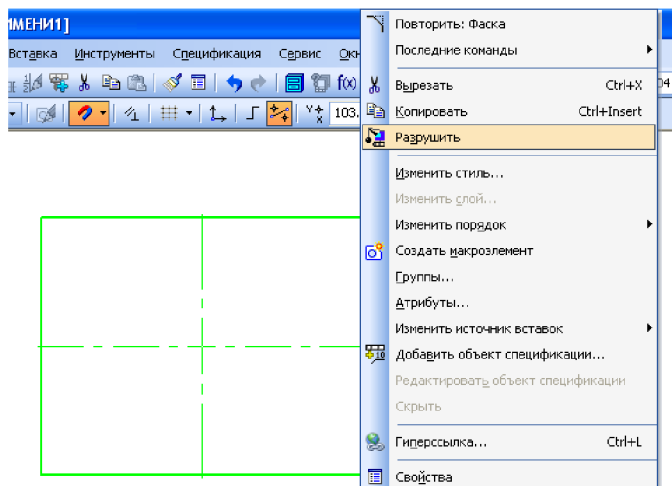 ИМЕНИ1]
Вставка Инструменты Спецификация Сервис Окн
f(x)
103.
04
Повторить: Фаска
Последние команды
Вырезать Ctrl+X
Копировать Ctrl+Insert
Разрушить
Изменить стиль...
Изменить слой...
Изменить порядок
Создать макроэлемент
Группы...
Атрибуты...
Изменить источник вставок
Добавить объект спецификации...
Редактировать объект спецификации
Скрыть
Гиперссылка... Ctrl+L
Свойства